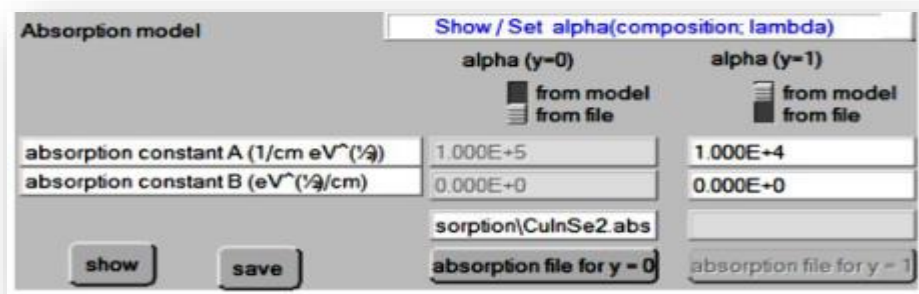 Absorption model
Show / Set alpha(composition; lambda)
alpha (y=0) alpha (y=1)
from model from model
from file from file
absorption constant A (1/cm eV^(½)) 1.000E+5 1.000E+4
absorption constant B (eV^(½)/cm) 0.000E+0 0.000E+0
sorption\CuInSe2.abs
show save absorption file for y = 0 absorption file for y = 1